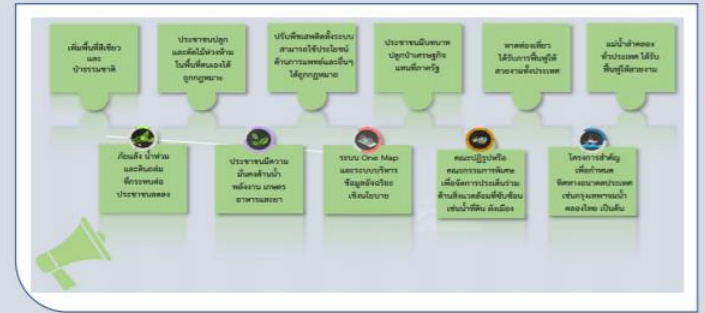 เพิ่มพื้นที่สีเขียว
และ
ป่าธรรมชาติ
ประชาชนปลูก
และตัดไม้หวงห้าม
ในพื้นที่ตนเองได้
ถูกกฎหมาย
ปรับพืชเสพติดทั้งระบบ
สามารถใช้ประโยชน์
ด้านการแพทย์และอื่นๆ
ได้ถูกกฎหมาย
ประชาชนมีบทบาท
ปลูกป่าเศรษฐกิจ
แทนที่ภาครัฐ
หาดท่องเที่ยว
ได้รับการฟื้นฟูให้
สวยงามทั้งประเทศ
แม่น้ำลำคลอง
ทั่วประเทศ ได้รับ
ฟื้นฟูให้สวยงาม
ภัยแล้ง น้ำท่วม
และดินถล่ม
ที่กระทบต่อ
ประชาชนลดลง
ประชาชนมีความ
มั่นคงด้านน้ำ
พลังงาน เกษตร
อาหารและยา
ระบบ One Map
และระบบบริหาร
ข้อมูลอัจฉริยะ
เชิงนโยบาย
คณะปฏิรูปหรือ
คณะกรรมการพิเศษ
เพื่อจัดการประเด็นร่วม
ด้านสิ่งแวดล้อมที่ซับซ้อน
เช่นน้ำที่ดิน ผังเมือง
โครงการสำคัญ
เพื่อกำหนด
ทิศทางอนาคตประเทศ
เช่นกรุงเทพฯจมน้ำ
คลองไทย เป็นต้น